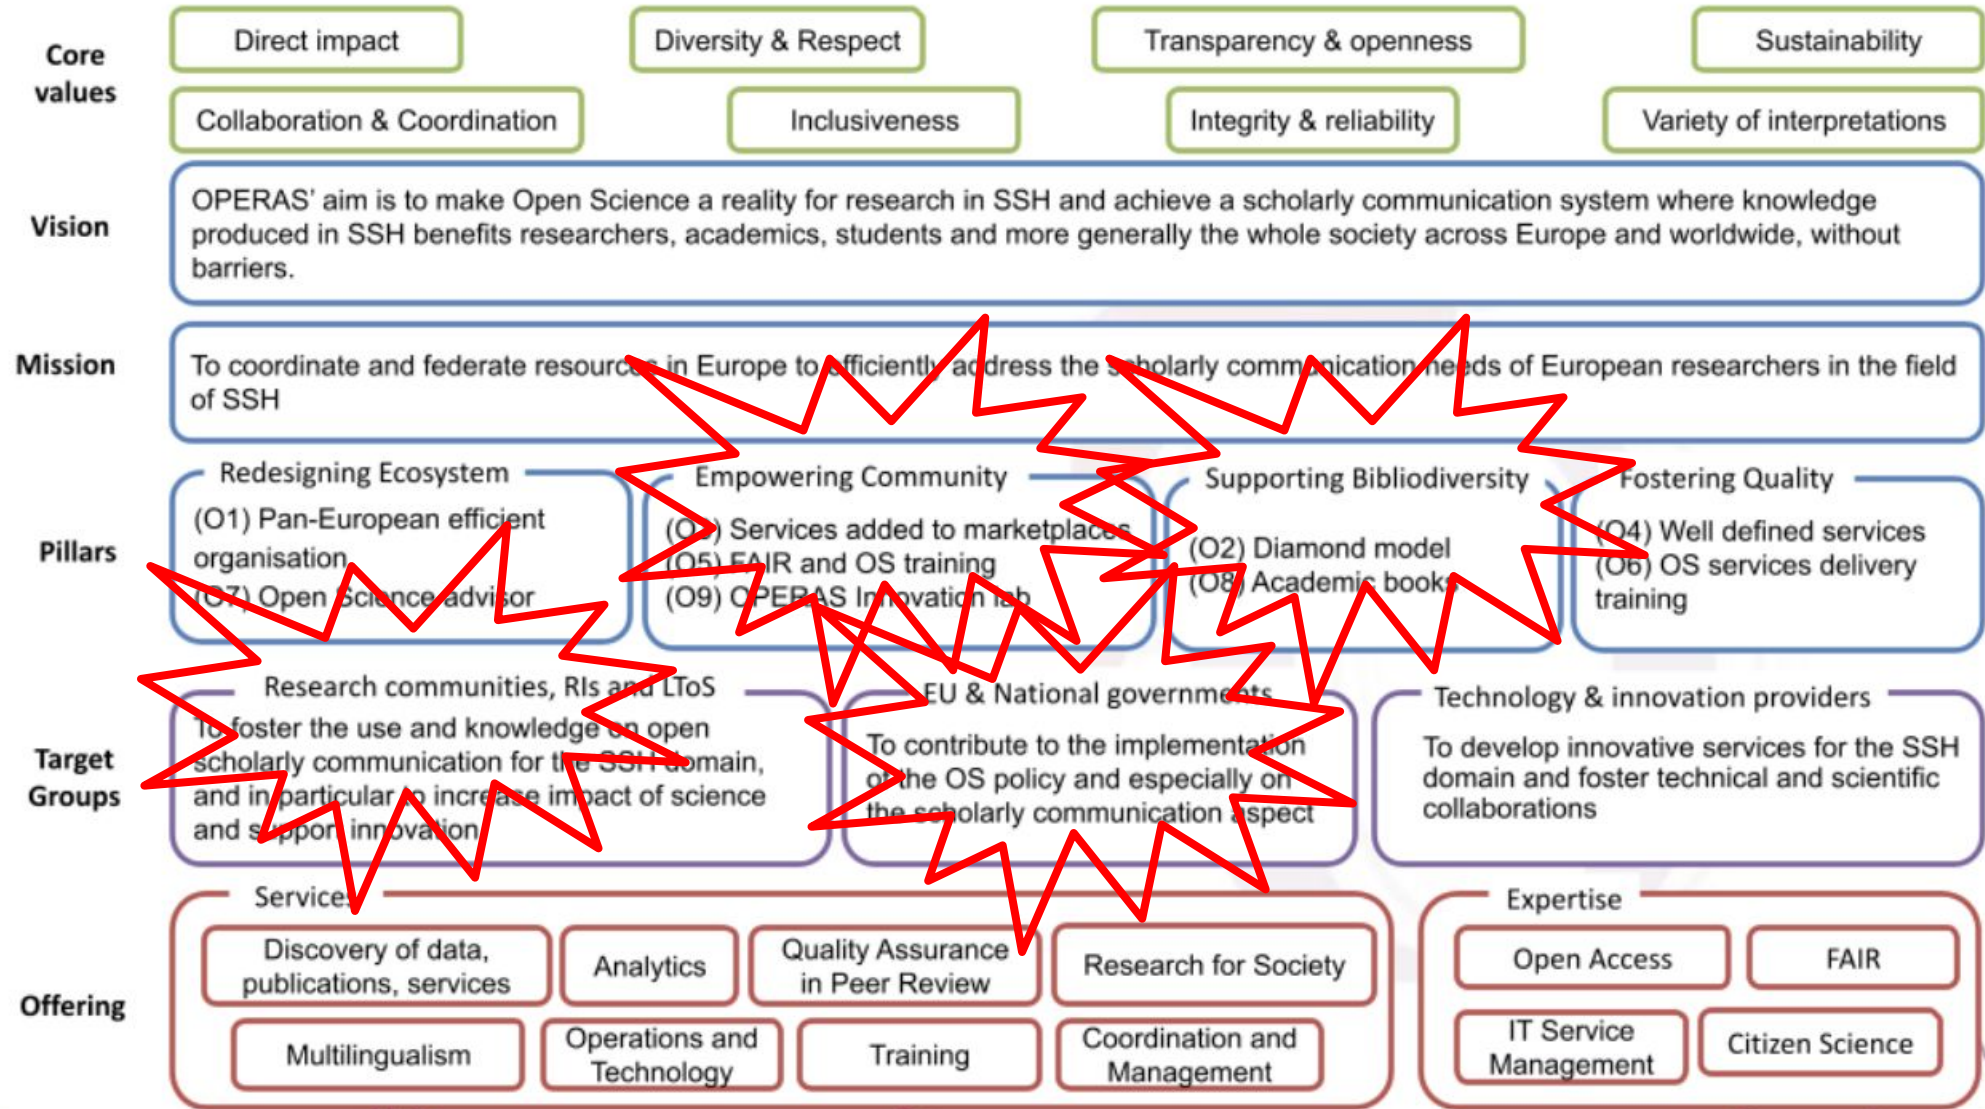 Core
values
Direct impact
Diversity & Respect
Transparency & openness
Sustainability
Collaboration & Coordination
Inclusiveness
Integrity & reliability
Variety of interpretations
Vision
OPERAS' aim is to make Open Science a reality for research in SSH and achieve a scholarly communication system where knowledge
produced in SSH benefits researchers, academics, students and more generally the whole society across Europe and worldwide, without
barriers.
Mission
To coordinate and federate resources in Europe to efficiently address the scholarly communication needs of European researchers in the field
of SSH
Pillars
Redesigning Ecosystem
(O1) Pan-European efficient
organisation
(O7) Open Science advisor
Empowering Community
(O3) Services added to marketplaces
(O5) FAIR and OS training
(O9) OPERAS Innovation lab
Supporting Bibliodiversity
(O2) Diamond model
(O8) Academic books
Fostering Quality
(O4) Well defined services
(O6) OS services delivery
training
Target
Groups
Research communities, RIs and LToS
To foster the use and knowledge on open
scholarly communication for the SSH domain,
and in particular to increase impact of science
and support innovation
EU & National governments
To contribute to the implementation
of the OS policy and especially on
the scholarly communication aspect
Technology & innovation providers
To develop innovative services for the SSH
domain and foster technical and scientific
collaborations
Offering
Services
Discovery of data,
publications, services
Analytics
Quality Assurance
in Peer Review
Research for Society
Multilingualism
Operations and
Technology
Training
Coordination and
Management
Expertise
Open Access
FAIR
IT Service
Management
Citizen Science